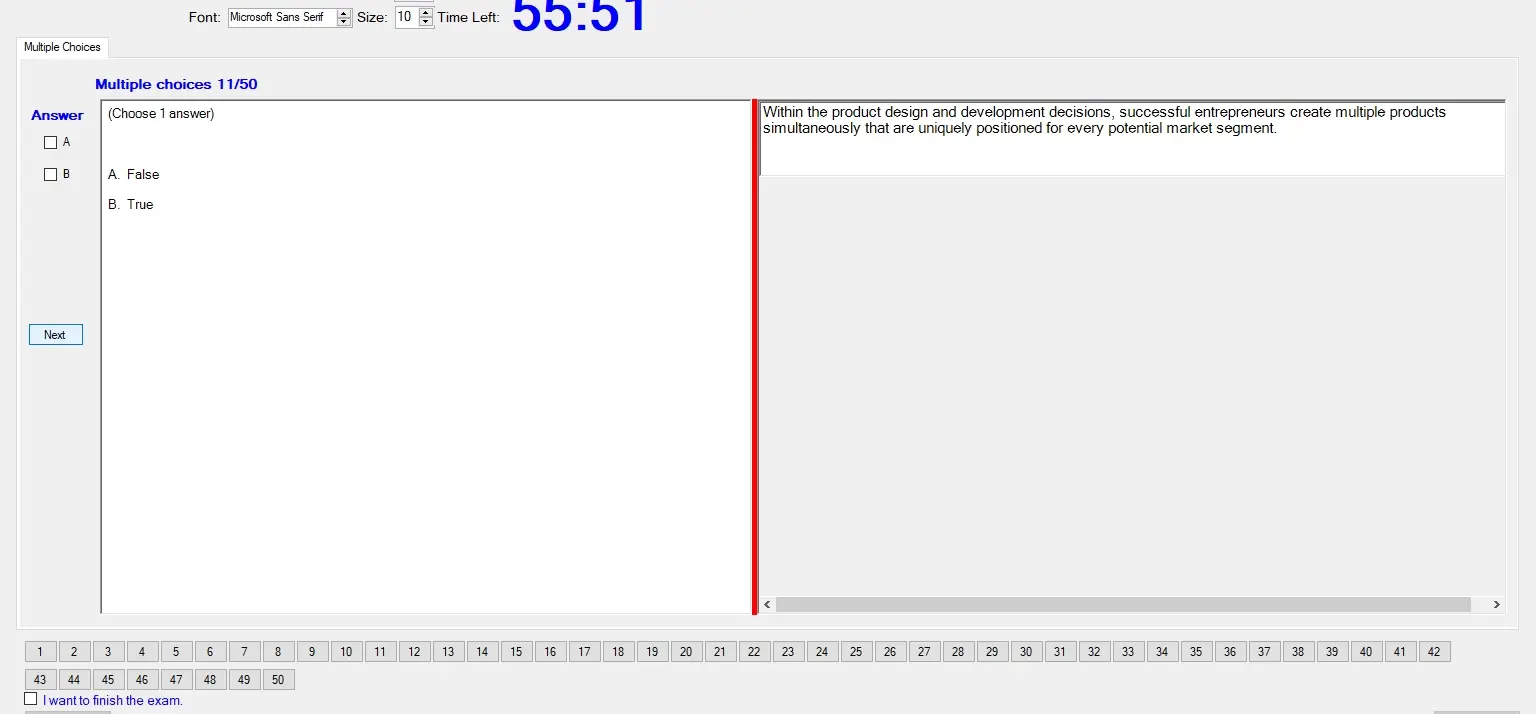 Font: Microsoft Sans Serif Size: 10 Time Left: 55:51
Multiple Choices
Multiple choices 11/50
Answer
A
B
Next
(Choose 1 answer)
A. False
B. True
Within the product design and development decisions, successful entrepreneurs create multiple products
simultaneously that are uniquely positioned for every potential market segment.
1 2 3 4 5 6 7 8 9 10 11 12 13 14 15 16 17 18 19 20 21 22 23 24 25 26 27 28 29 30 31 32 33 34 35 36 37 38 39 40 41 42
43 44 45 46 47 48 49 50
I want to finish the exam.